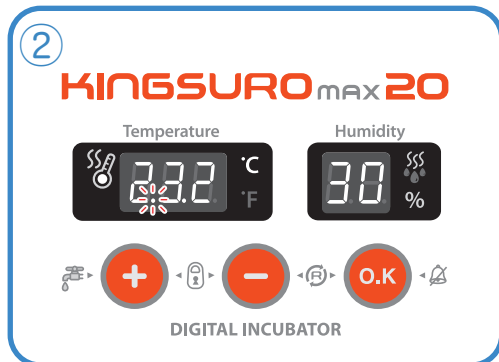 ②
KINGSURO MAX 20
Temperature Humidity
23.2 °C °F 30 %
+ - R O.K
DIGITAL INCUBATOR